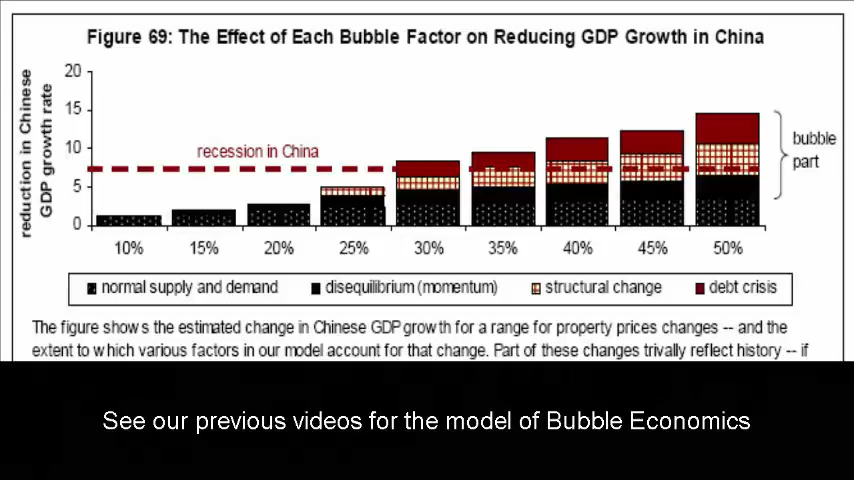 Figure 69: The Effect of Each Bubble Factor on Reducing GDP Growth in China
reduction in Chinese
GDP growth rate
20
15
10
5
0
recession in China
bubble
part
10% 15% 20% 25% 30% 35% 40% 45% 50%
normal supply and demand disequilibrium (momentum) structural change debt crisis
The figure shows the estimated change in Chinese GDP growth for a range for property prices changes -- and the
extent to which various factors in our model account for that change. Part of these changes trivally reflect history -- if
See our previous videos for the model of Bubble Economics